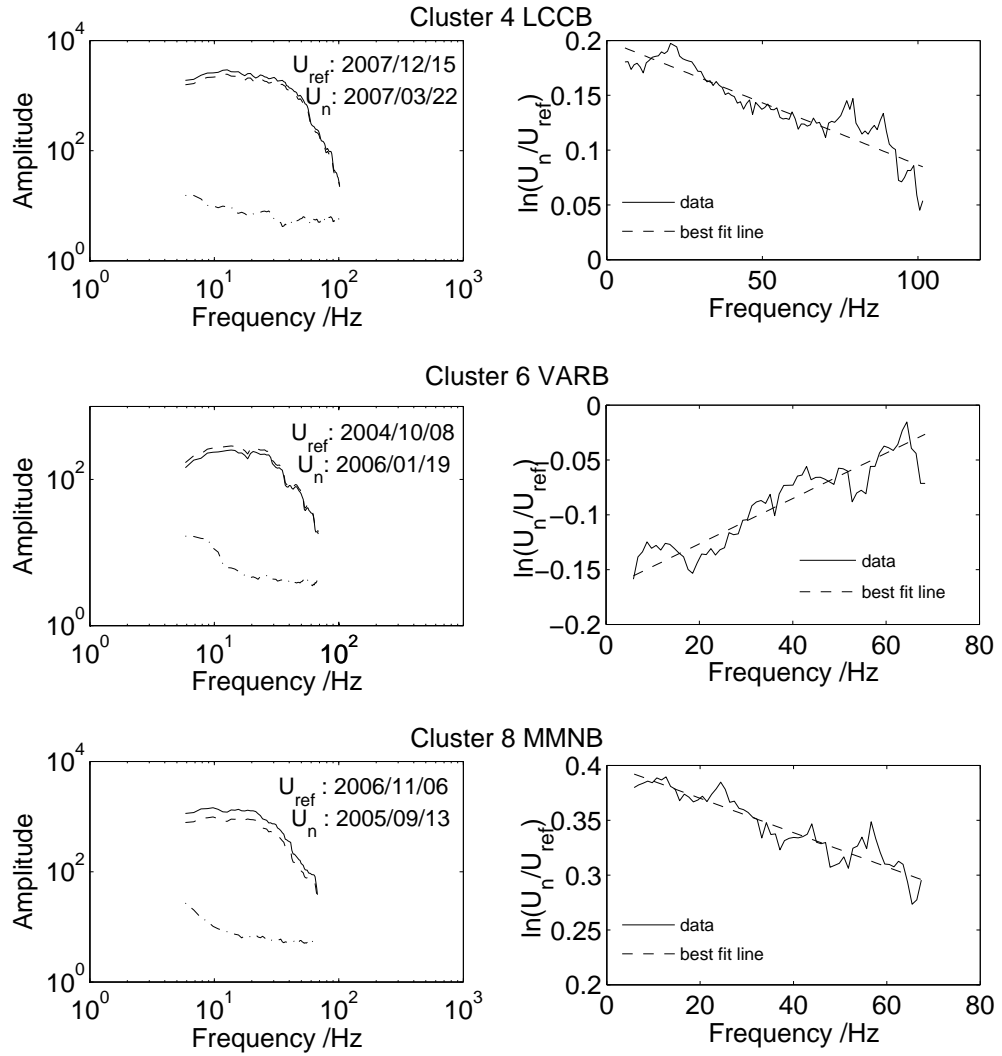 Cluster 4 LCCB
10^4
10^2
10^0
Amplitude
U_ref: 2007/12/15
U_n: 2007/03/22
10^0 10^1 10^2 10^3
Frequency /Hz
0.2
0.15
0.1
0.05
0
ln(U_n/U_ref)
data
best fit line
0 50 100
Frequency /Hz
Cluster 6 VARB
10^2
10^0
Amplitude
U_ref: 2004/10/08
U_n: 2006/01/19
10^0 10^1 10^2 10^3
Frequency /Hz
0
−0.05
−0.1
−0.15
−0.2
ln(U_n/U_ref)
data
best fit line
0 20 40 60 80
Frequency /Hz
Cluster 8 MMNB
10^4
10^2
10^0
Amplitude
U_ref : 2006/11/06
U_n : 2005/09/13
10^0 10^1 10^2 10^3
Frequency /Hz
0.4
0.35
0.3
0.25
0.2
ln(U_n/U_ref)
data
best fit line
0 20 40 60 80
Frequency /Hz